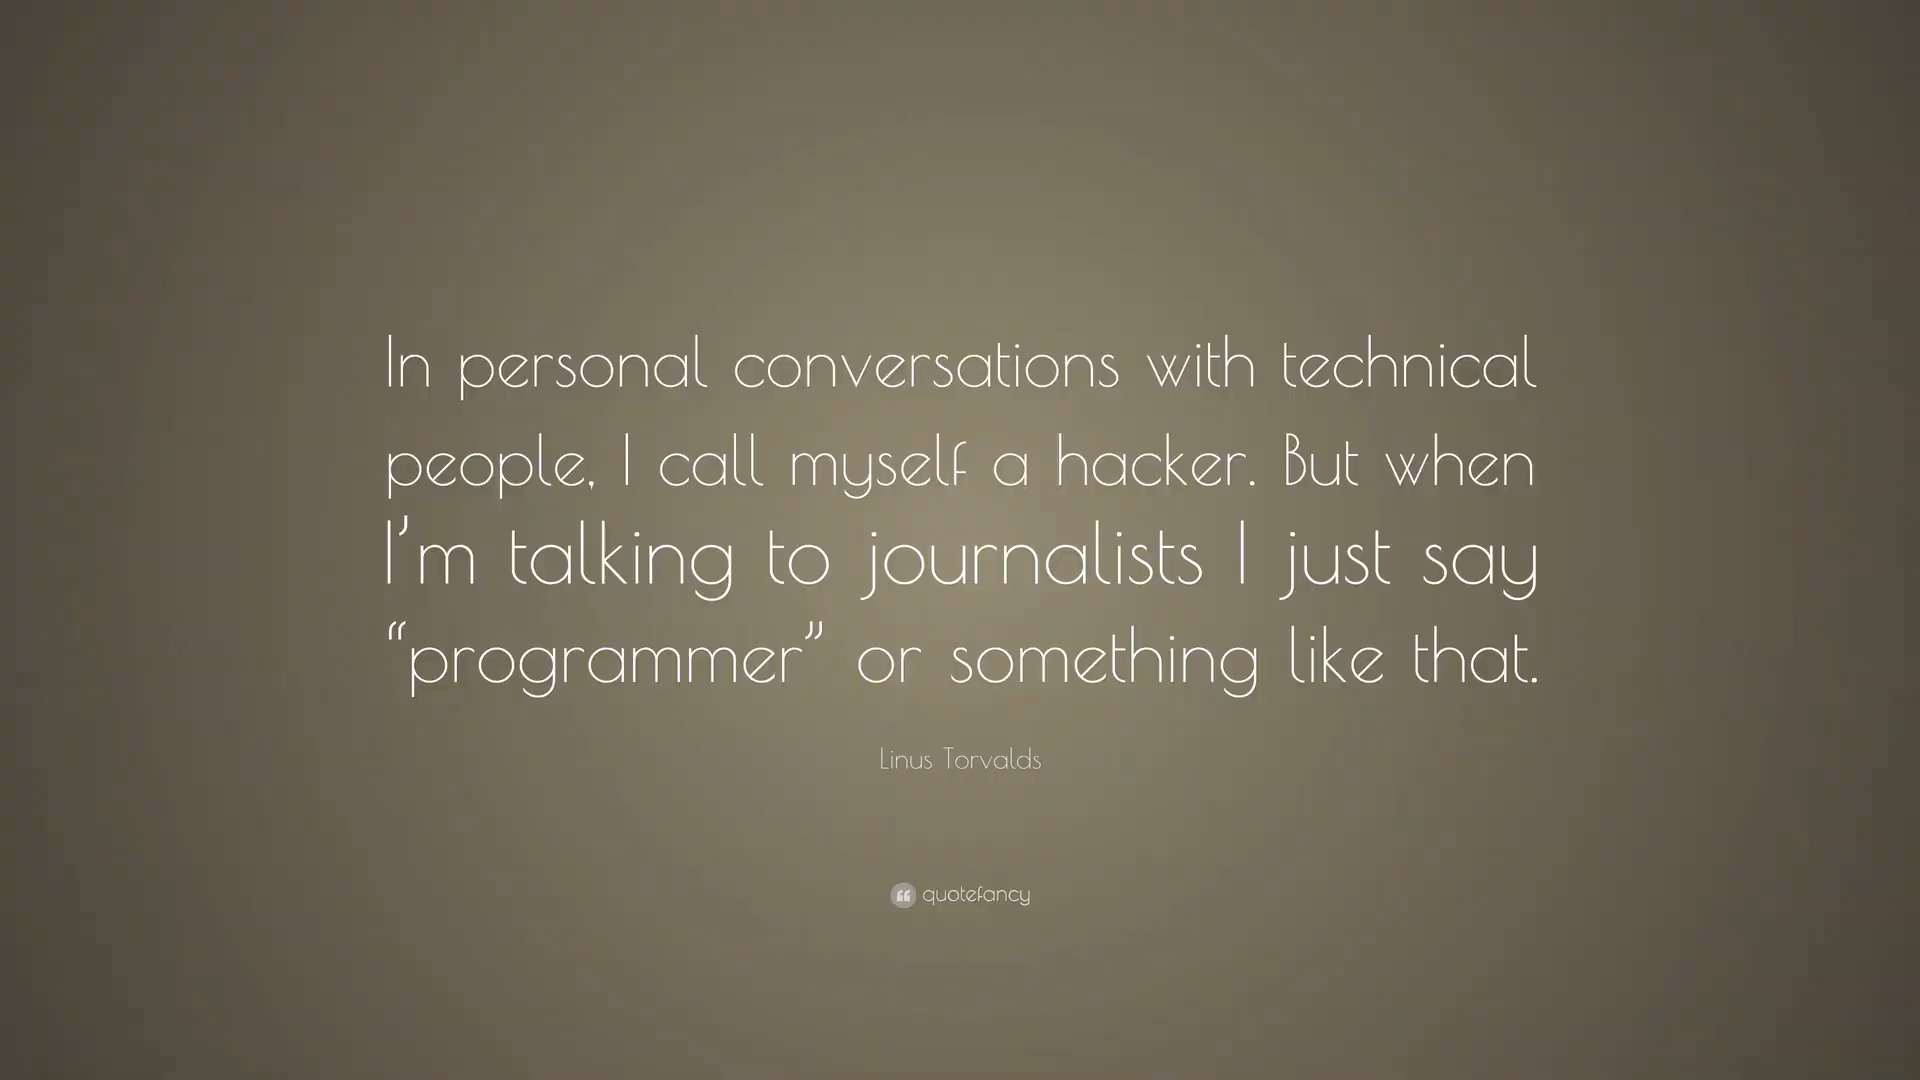 In personal conversations with technical
people, I call myself a hacker. But when
I’m talking to journalists I just say
“programmer” or something like that.
Linus Torvalds
quotefancy